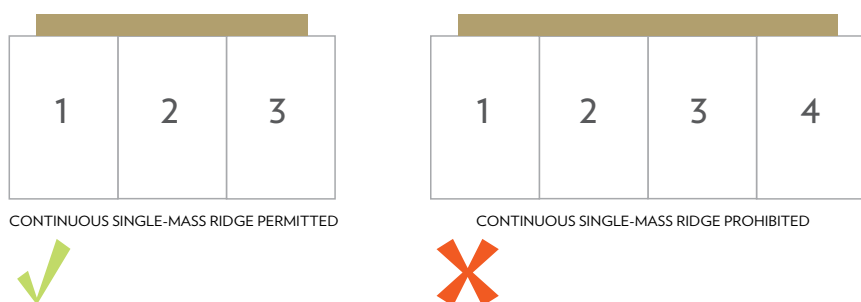 1 2 3
1 2 3 4
CONTINUOUS SINGLE-MASS RIDGE PERMITTED
CONTINUOUS SINGLE-MASS RIDGE PROHIBITED